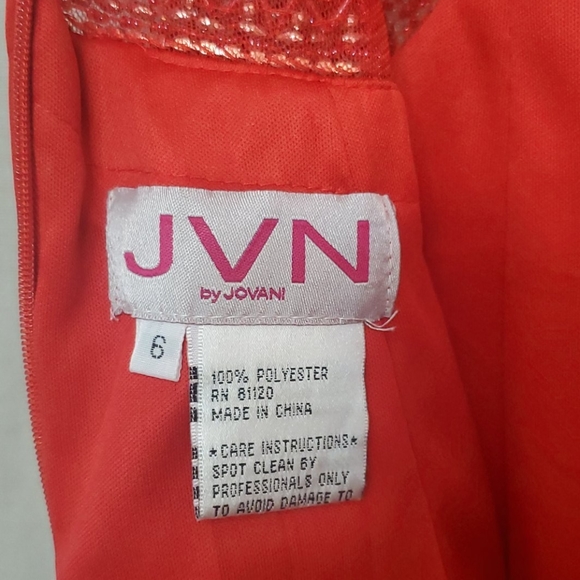 JVN
by JOVANI
6
100% POLYESTER
RN 81120
MADE IN CHINA
*CARE INSTRUCTIONS*
SPOT CLEAN BY
PROFESSIONALS ONLY
TO AVOID DAMAGE TO